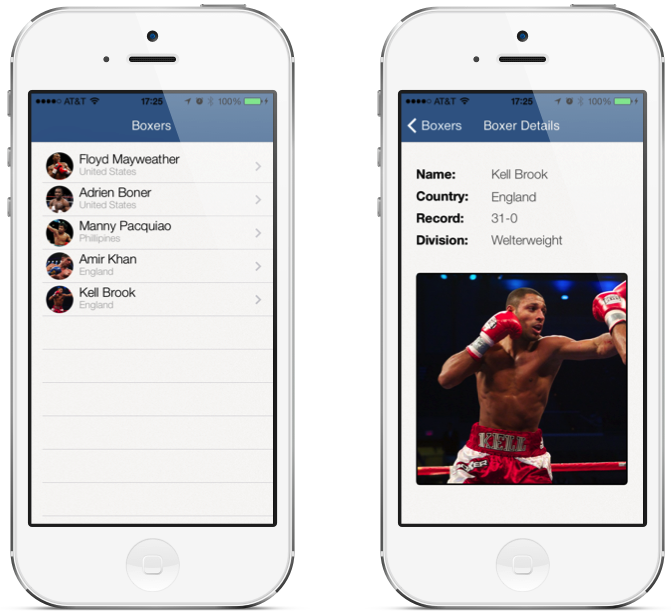 AT&T 17:25 100%
Boxers
Floyd Mayweather
United States
Adrien Boner
United States
Manny Pacquiao
Phillipines
Amir Khan
England
Kell Brook
England
AT&T 17:25 100%
Boxers Boxer Details
Name: Kell Brook
Country: England
Record: 31-0
Division: Welterweight
KELL